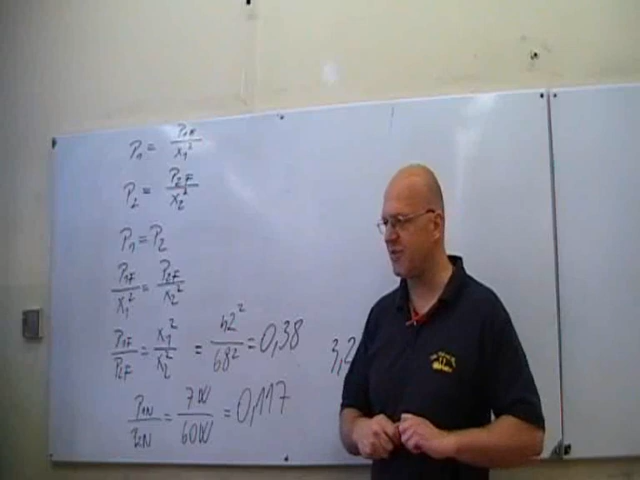 P₁ = P₁F / x₁²
P₂ = P₂F / x₂²
P₁ = P₂
P₁F / x₁² = P₂F / x₂²
P₁F / P₂F = x₁² / x₂² = 42² / 68² = 0,38
3,2
P₁N / P₂N = 7W / 60W = 0,117